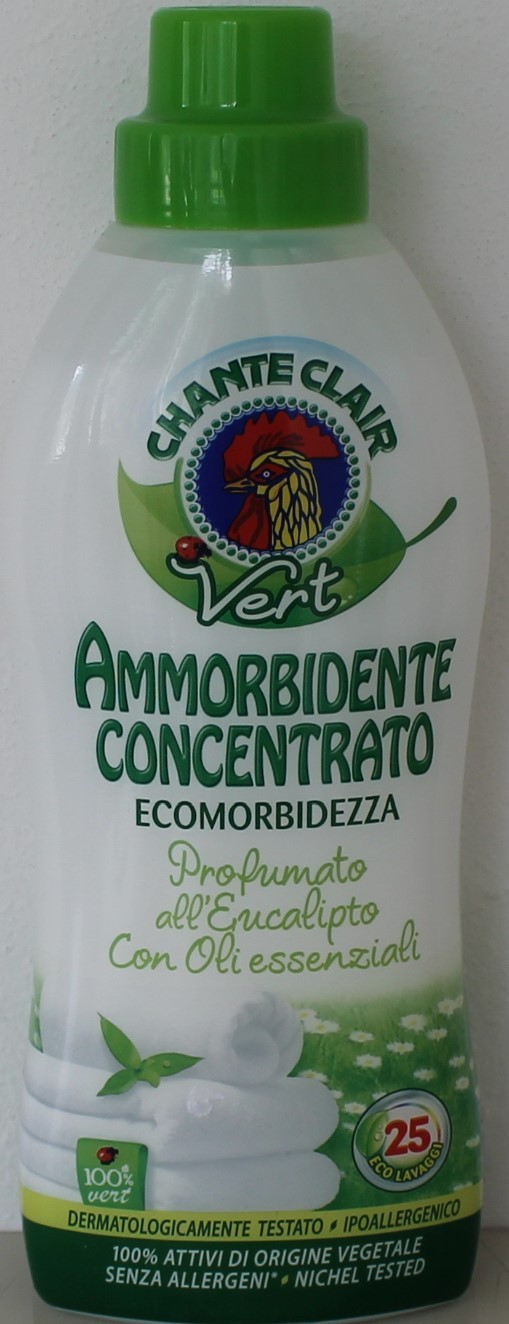 CHANTE CLAIR
Vert
AMMORBIDENTE
CONCENTRATO
ECOMORBIDEZZA
Profumato
all'Eucalipto
Con Oli essenziali
25
ECO LAVAGGI
100%
vert
DERMATOLOGICAMENTE TESTATO • IPOALLERGENICO
100% ATTIVI DI ORIGINE VEGETALE
SENZA ALLERGENI* • NICHEL TESTED